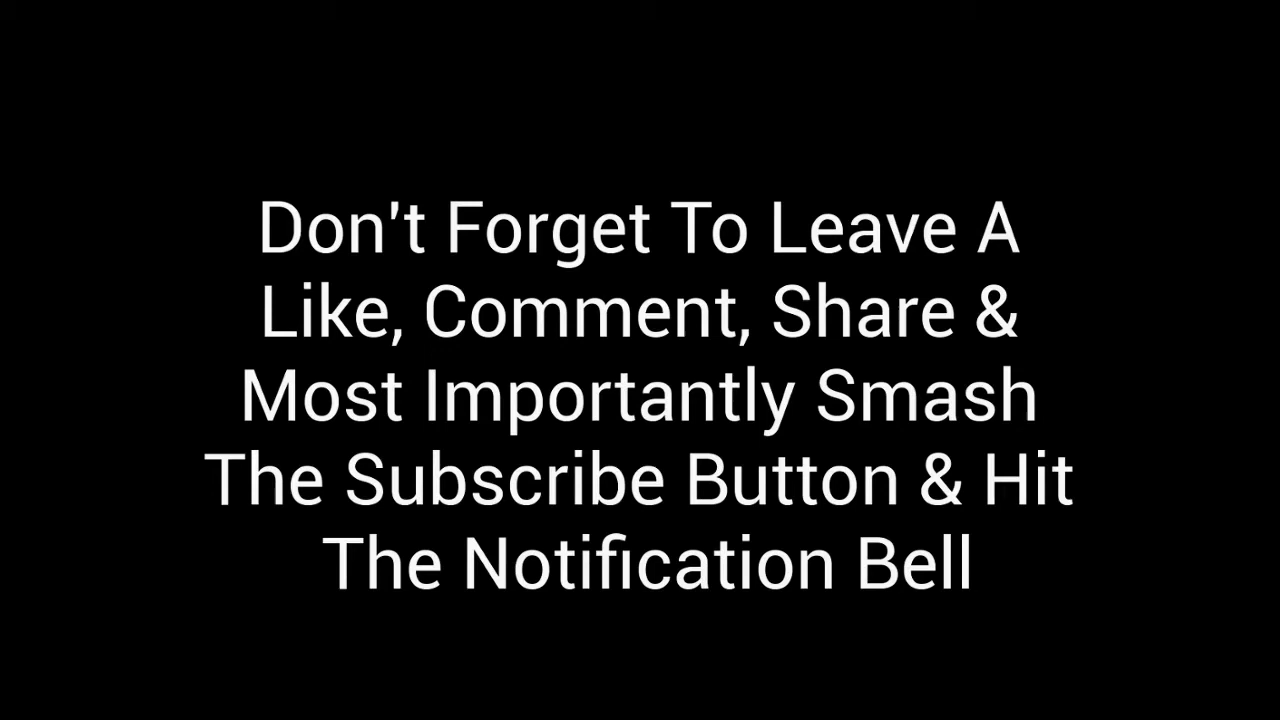 Don't Forget To Leave A
Like, Comment, Share &
Most Importantly Smash
The Subscribe Button & Hit
The Notification Bell